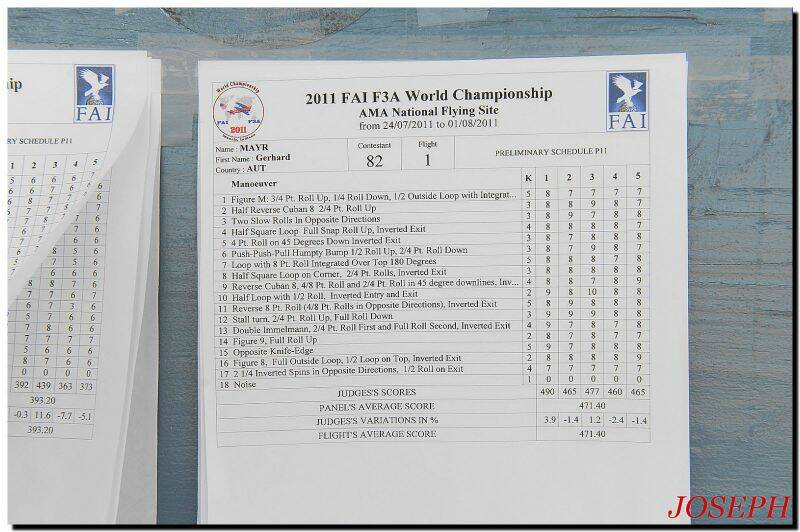 ip
FAI
SCHEDULE P11
1 2 3 4 5
392 439 363 373
393.20
-0.3 11.6 -7.7 -5.1
393.20
World Championship
FAI F3A
2011
FAI
2011 FAI F3A World Championship
AMA National Flying Site
from 24/07/2011 to 01/08/2011
Name : MAYR
First Name : Gerhard
Country : AUT
Contestant
82
Flight
1
PRELIMINARY SCHEDULE P11
Manoeuver K 1 2 3 4 5
1 Figure M: 3/4 Pt. Roll Up, 1/4 Roll Down, 1/2 Outside Loop with Integrat... 5 8 7 7 7 7
2 Half Reverse Cuban 8 2/4 Pt. Roll Up 3 8 8 9 8 7
3 Two Slow Rolls In Opposite Directions 3 8 9 7 8 8
4 Half Square Loop Full Snap Roll Up, Inverted Exit 4 8 8 8 8 7
5 4 Pt. Roll on 45 Degrees Down Inverted Exit 3 8 7 8 8 8
6 Push-Pull-Push Humpty Bump 1/2 Roll Up, 2/4 Pt. Roll Down 3 8 7 9 8 7
7 Loop with 8 Pt. Roll Integrated Over Top 180 Degrees 5 8 8 8 7 8
8 Half Square Loop on Corner, 2/4 Pt. Rolls, Inverted Exit 3 8 8 8 8 8
9 Reverse Cuban 8, 4/8 Pt. Roll and 2/4 Pt. Roll in 45 degree downlines, Inv... 4 8 8 7 8 9
10 Half Loop with 1/2 Roll, Inverted Entry and Exit 2 9 8 10 8 8
11 Reverse 8 Pt. Roll (4/8 Pt. Rolls in Opposite Directions), Inverted Exit 5 8 9 8 8 8
12 Stall turn, 2/4 Pt. Roll Up, Full Roll Down 3 9 9 9 8 8
13 Double Immelmann, 2/4 Pt. Roll First and Full Roll Second, Inverted Exit 4 9 7 8 7 8
14 Figure 9, Full Roll Up 2 8 7 8 7 7
15 Opposite Knife-Edge 5 9 7 8 8 8
16 Figure 8, Full Outside Loop, 1/2 Loop on Top, Inverted Exit 2 8 8 8 8 9
17 2 1/4 Inverted Spins in Opposite Directions, 1/2 Roll on Exit 4 7 7 7 7 7
18 Noise 1 0 0 0 0 0
JUDGES'S SCORES 490 465 477 460 465
PANEL'S AVERAGE SCORE 471.40
JUDGE'S VARIATIONS IN % 3.9 -1.4 1.2 -2.4 -1.4
FLIGHT'S AVERAGE SCORE 471.40
FAI
JOSEPH